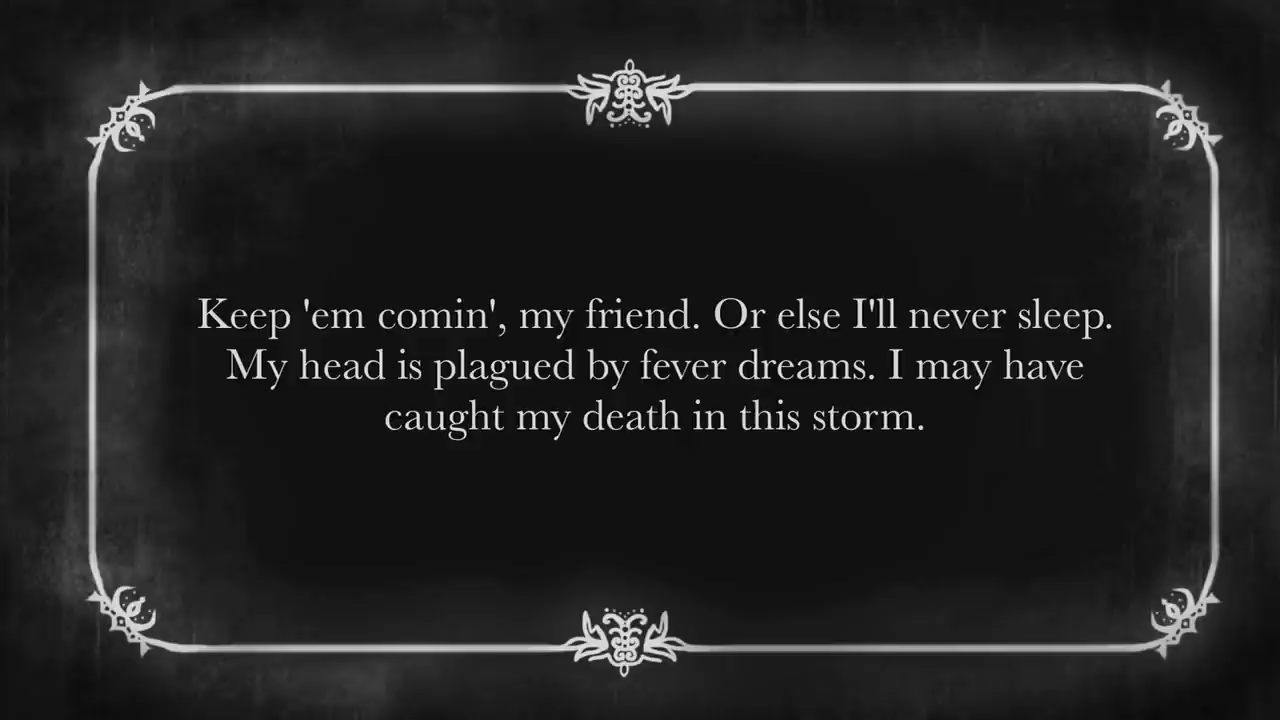 Keep 'em comin', my friend. Or else I'll never sleep.
My head is plagued by fever dreams. I may have
caught my death in this storm.